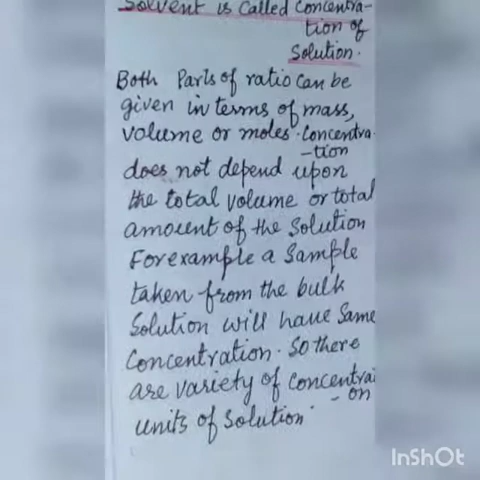 Solvent is called Concentra-
tion of
Solution.
Both Parts of ratio can be
given in terms of mass,
volume or moles. Concentra-
-tion
does not depend upon
the total volume or total
amount of the solution
For example a sample
taken from the bulk
Solution will have Same
Concentration. So there
are variety of Concentrai
-on
units of Solution.
InShOt